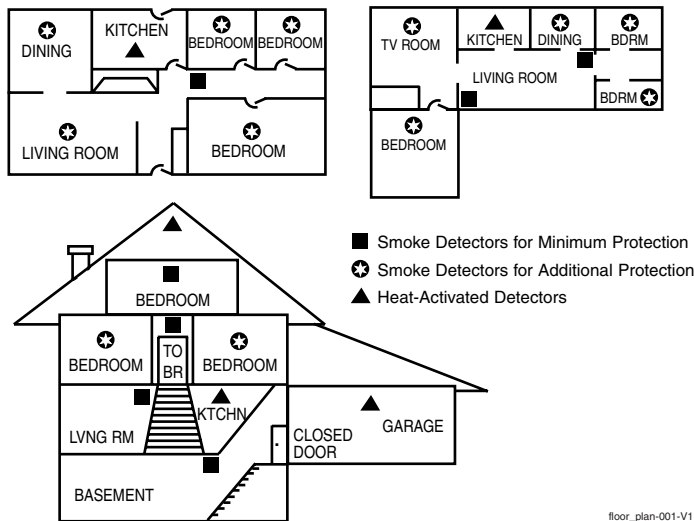 DINING
KITCHEN
BEDROOM
BEDROOM
LIVING ROOM
BEDROOM
TV ROOM
KITCHEN
DINING
BDRM
LIVING ROOM
BDRM
BEDROOM
Smoke Detectors for Minimum Protection
Smoke Detectors for Additional Protection
Heat-Activated Detectors
BEDROOM
BEDROOM
TO
BR
BEDROOM
LVNG RM
KTCHN
CLOSED
DOOR
GARAGE
BASEMENT
floor_plan-001-V1